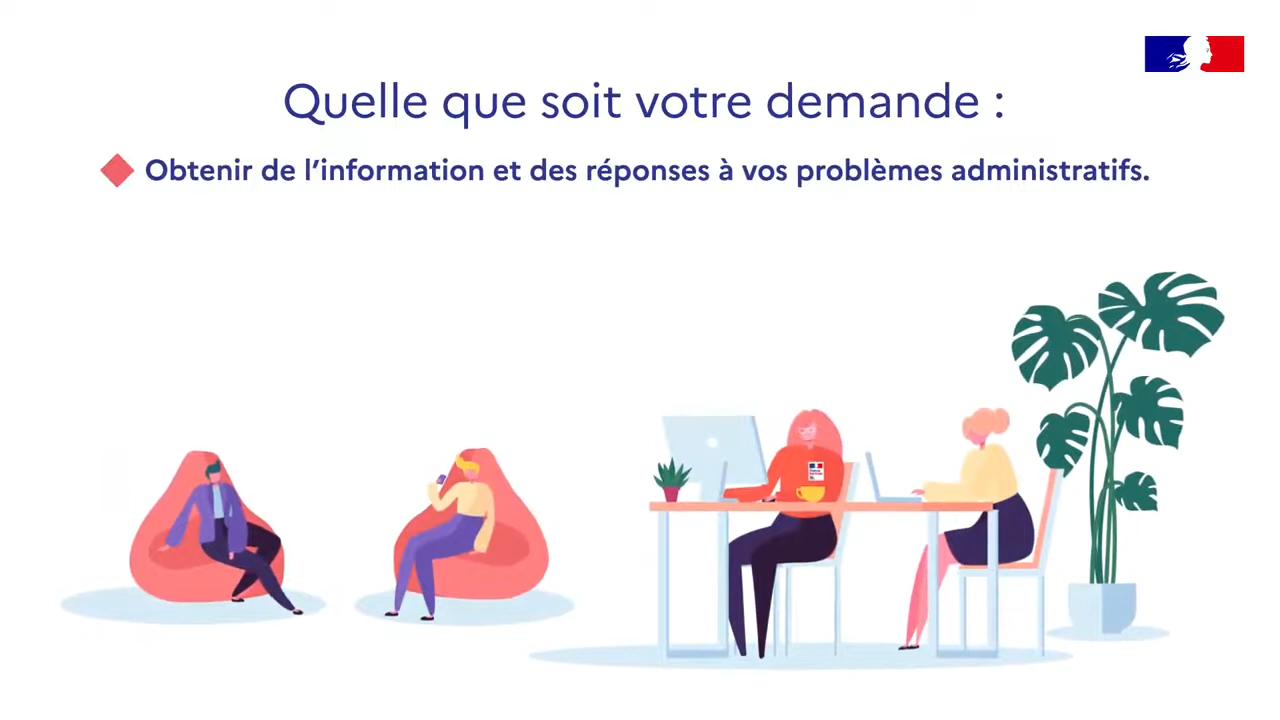 Quelle que soit votre demande :
Obtenir de l’information et des réponses à vos problèmes administratifs.